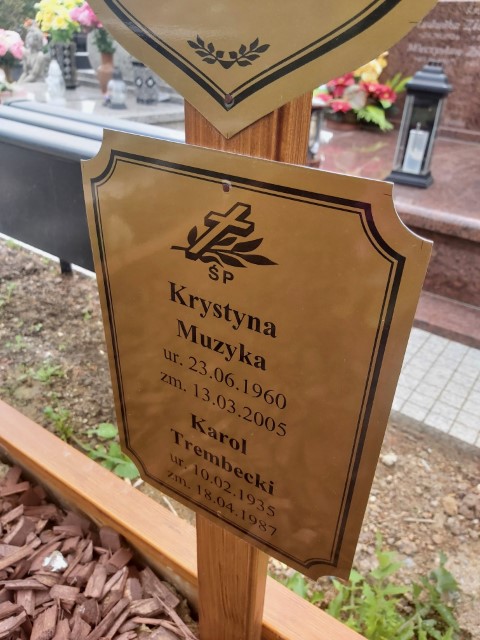 ŚP
Krystyna
Muzyka
ur. 23.06.1960
zm. 13.03.2005
Karol
Trembecki
ur. 10.02.1935
zm. 18.04.1987